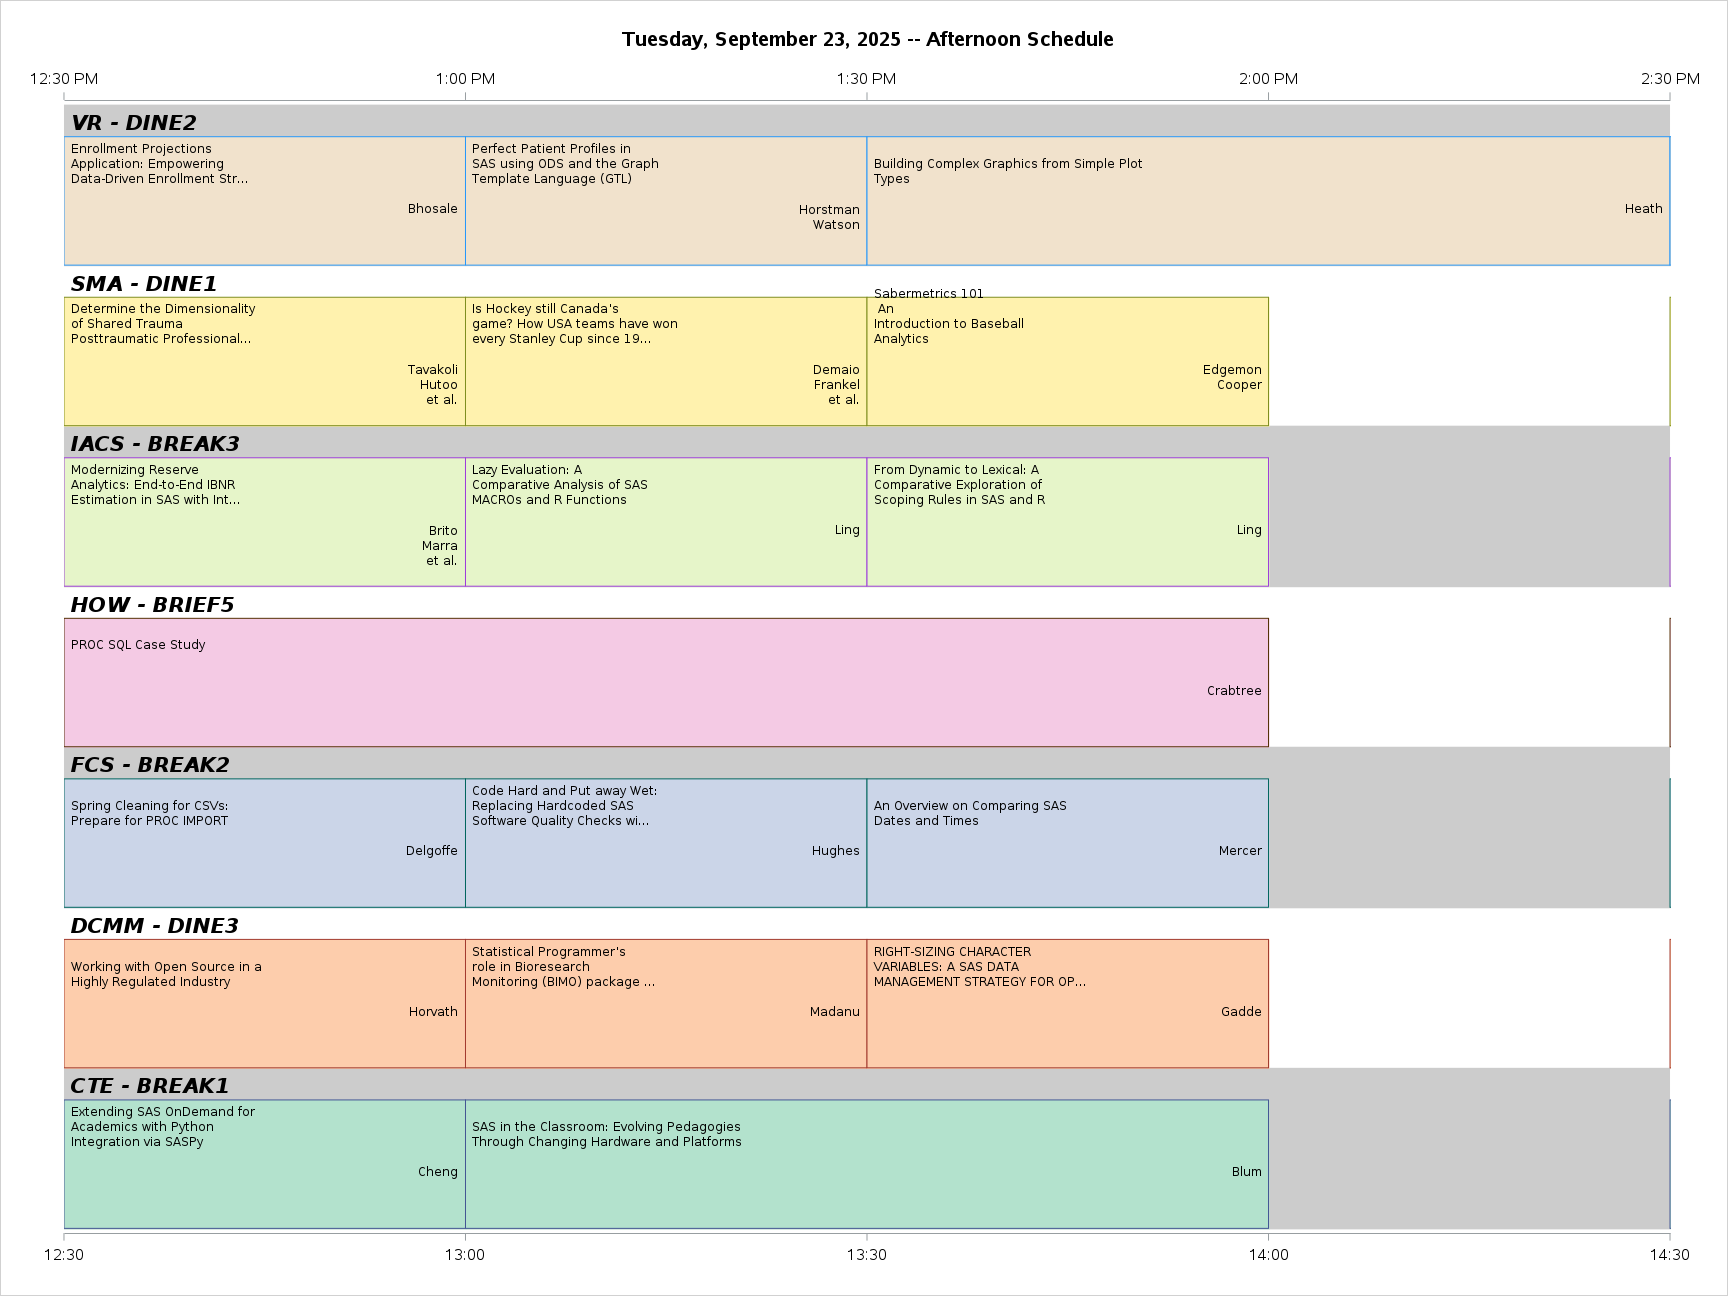 Tuesday, September 23, 2025 -- Afternoon Schedule
12:30 PM 1:00 PM 1:30 PM 2:00 PM 2:30 PM
VR - DINE2
Enrollment Projections
Application: Empowering
Data-Driven Enrollment Str...
Bhosale
Perfect Patient Profiles in
SAS using ODS and the Graph
Template Language (GTL)
Horstman
Watson
Building Complex Graphics from Simple Plot
Types
Heath
SMA - DINE1
Determine the Dimensionality
of Shared Trauma
Posttraumatic Professional...
Tavakoli
Hutoo
et al.
Is Hockey still Canada's
game? How USA teams have won
every Stanley Cup since 19...
Demaio
Frankel
et al.
Sabermetrics 101
An
Introduction to Baseball
Analytics
Edgemon
Cooper
IACS - BREAK3
Modernizing Reserve
Analytics: End-to-End IBNR
Estimation in SAS with Int...
Brito
Marra
et al.
Lazy Evaluation: A
Comparative Analysis of SAS
MACROs and R Functions
Ling
From Dynamic to Lexical: A
Comparative Exploration of
Scoping Rules in SAS and R
Ling
HOW - BRIEF5
PROC SQL Case Study
Crabtree
FCS - BREAK2
Spring Cleaning for CSVs:
Prepare for PROC IMPORT
Delgoffe
Code Hard and Put away Wet:
Replacing Hardcoded SAS
Software Quality Checks wi...
Hughes
An Overview on Comparing SAS
Dates and Times
Mercer
DCMM - DINE3
Working with Open Source in a
Highly Regulated Industry
Horvath
Statistical Programmer's
role in Bioresearch
Monitoring (BIMO) package ...
Madanu
RIGHT-SIZING CHARACTER
VARIABLES: A SAS DATA
MANAGEMENT STRATEGY FOR OP...
Gadde
CTE - BREAK1
Extending SAS OnDemand for
Academics with Python
Integration via SASPy
Cheng
SAS in the Classroom: Evolving Pedagogies
Through Changing Hardware and Platforms
Blum
12:30 13:00 13:30 14:00 14:30